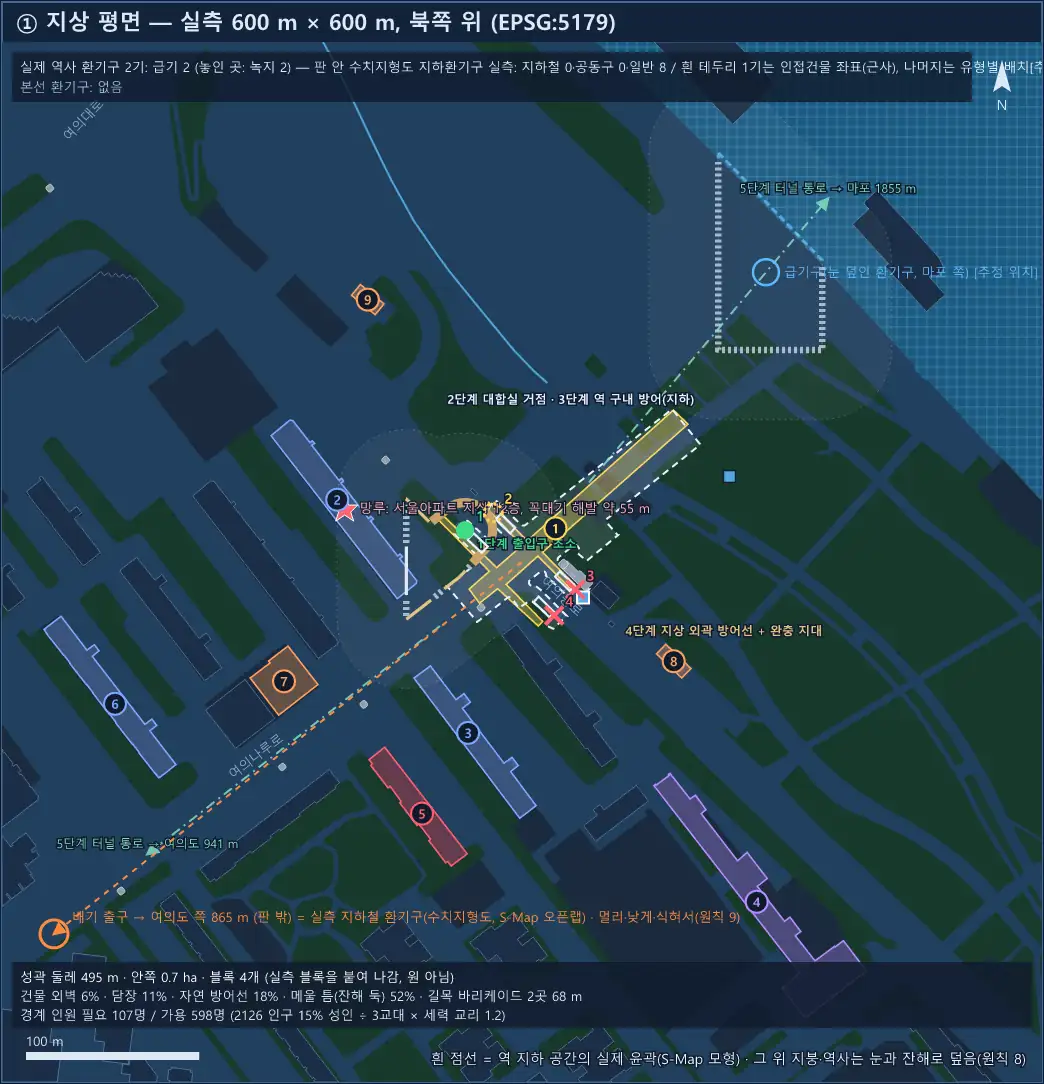 ① 지상 평면 — 실측 600 m × 600 m, 북쪽 위 (EPSG:5179)
실제 역사 환기구 2기: 급기 2 (놓인 곳: 녹지 2) — 판 안 수치지형도 지하환기구 실측: 지하철 0·공동구 0·일반 8 / 흰 테두리 1기는 인접건물 좌표(근사), 나머지는 유형별 배치[주
본선 환기구: 없음
N
여의대로
5단계 터널 통로 → 마포 1855 m
급기구(눈 덮인 환기구, 마포 쪽) [추정 위치]
9
2단계 대합실 거점 · 3단계 역 구내 방어(지하)
2
망루: 서울아파트 지상 12층, 꼭대기 해발 약 55 m
2
1
1
1단계 출입구 초소
3
4
4단계 지상 외곽 방어선 + 완충 지대
8
7
6
3
여의나루로
5
5단계 터널 통로 → 여의도 941 m
4
배기 출구 → 여의도 쪽 865 m (판 밖) = 실측 지하철 환기구(수치지형도, S-Map 오픈랩) · 멀리·낮게·식혀서(원칙 9)
성곽 둘레 495 m · 안쪽 0.7 ha · 블록 4개 (실측 블록을 붙여 나감, 원 아님)
건물 외벽 6% · 담장 11% · 자연 방어선 18% · 메울 틈(잔해 둑) 52% · 길목 바리케이드 2곳 68 m
경계 인원 필요 107명 / 가용 598명 (2126 인구 15% 성인 ÷ 3교대 × 세력 교리 1.2)
100 m
흰 점선 = 역 지하 공간의 실제 윤곽(S-Map 모형) · 그 위 지붕·역사는 눈과 잔해로 덮음(원칙 8)